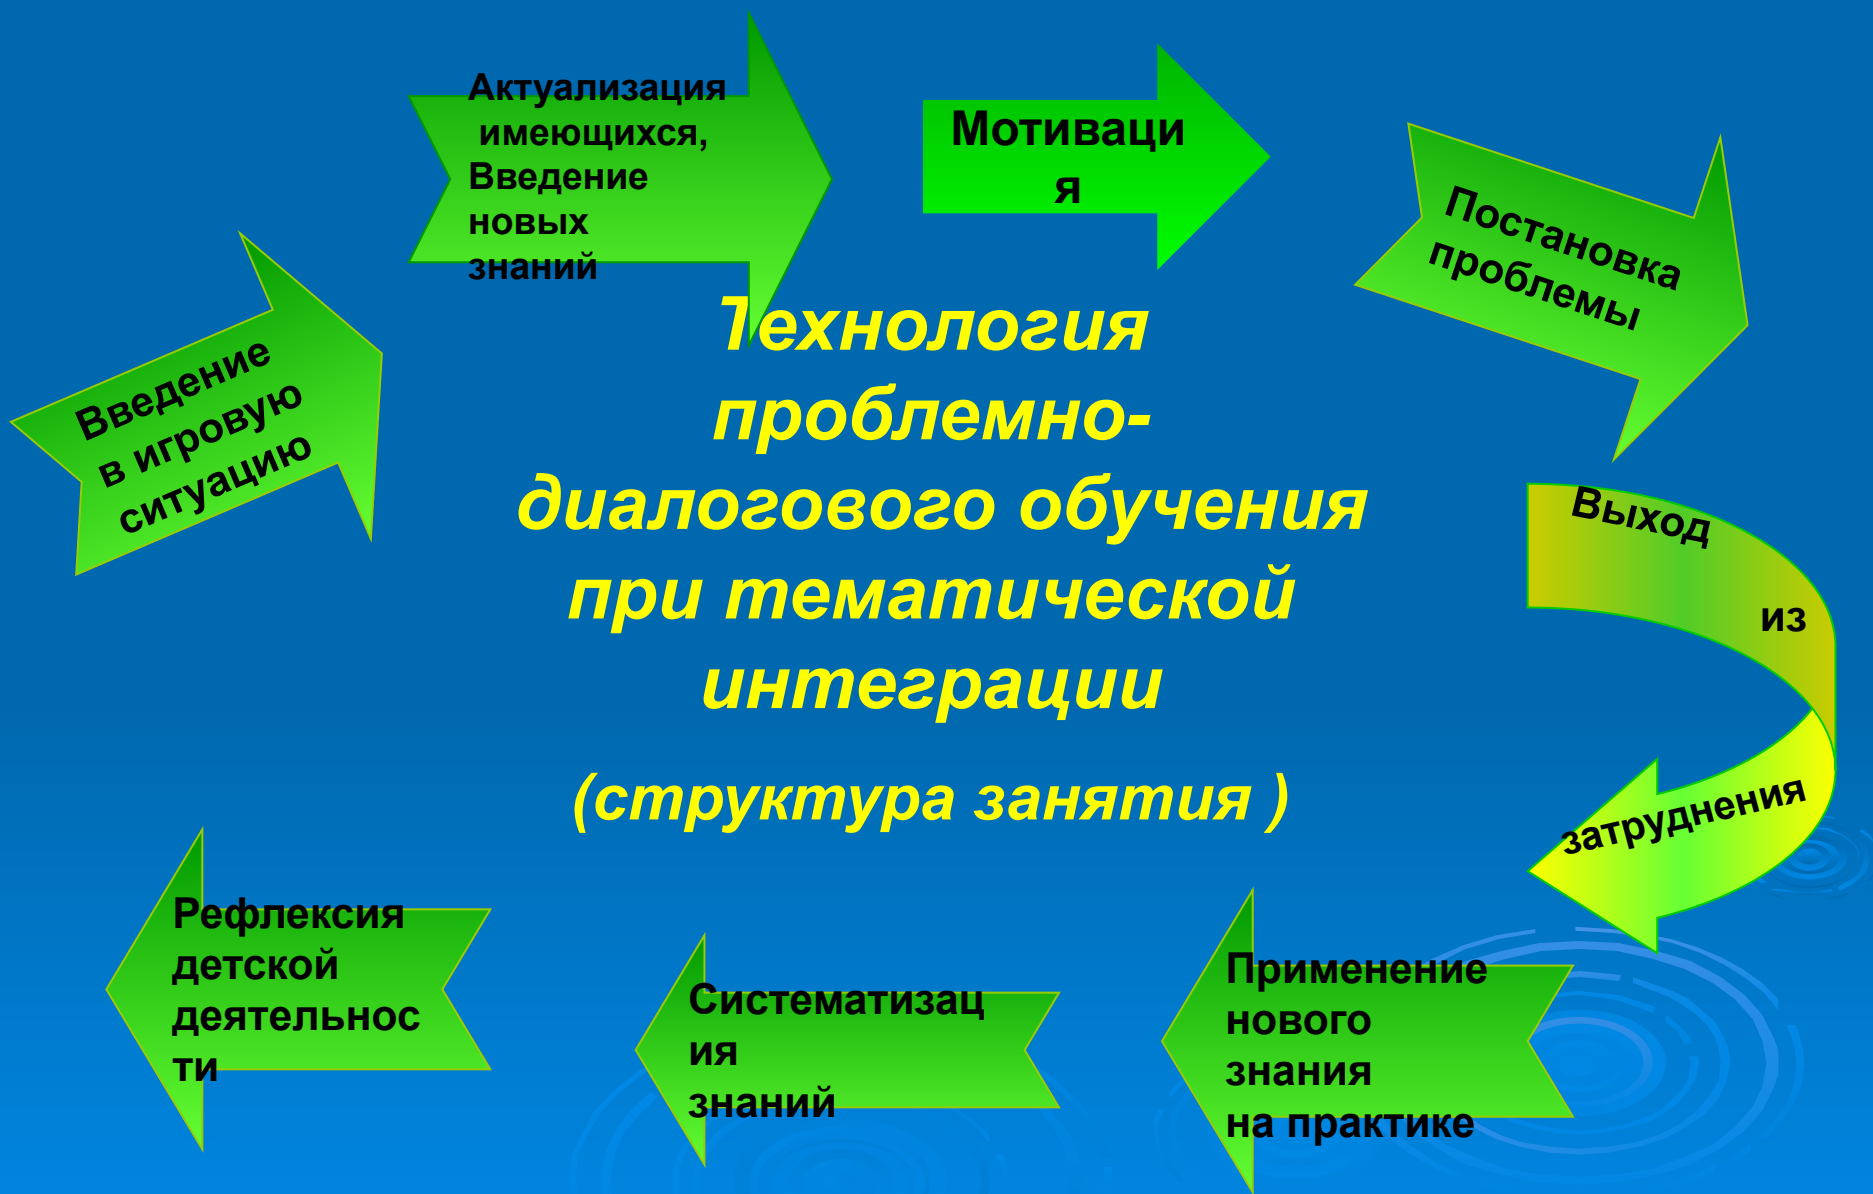 Введение
в игровую
ситуацию
Актуализация
имеющихся,
Введение
новых
знаний
Мотиваци
я
Постановка
проблемы
Выход
из
затруднения
Технология
проблемно-
диалогового обучения
при тематической
интеграции
(структура занятия )
Применение
нового
знания
на практике
Систематизац
ия
знаний
Рефлексия
детской
деятельнос
ти